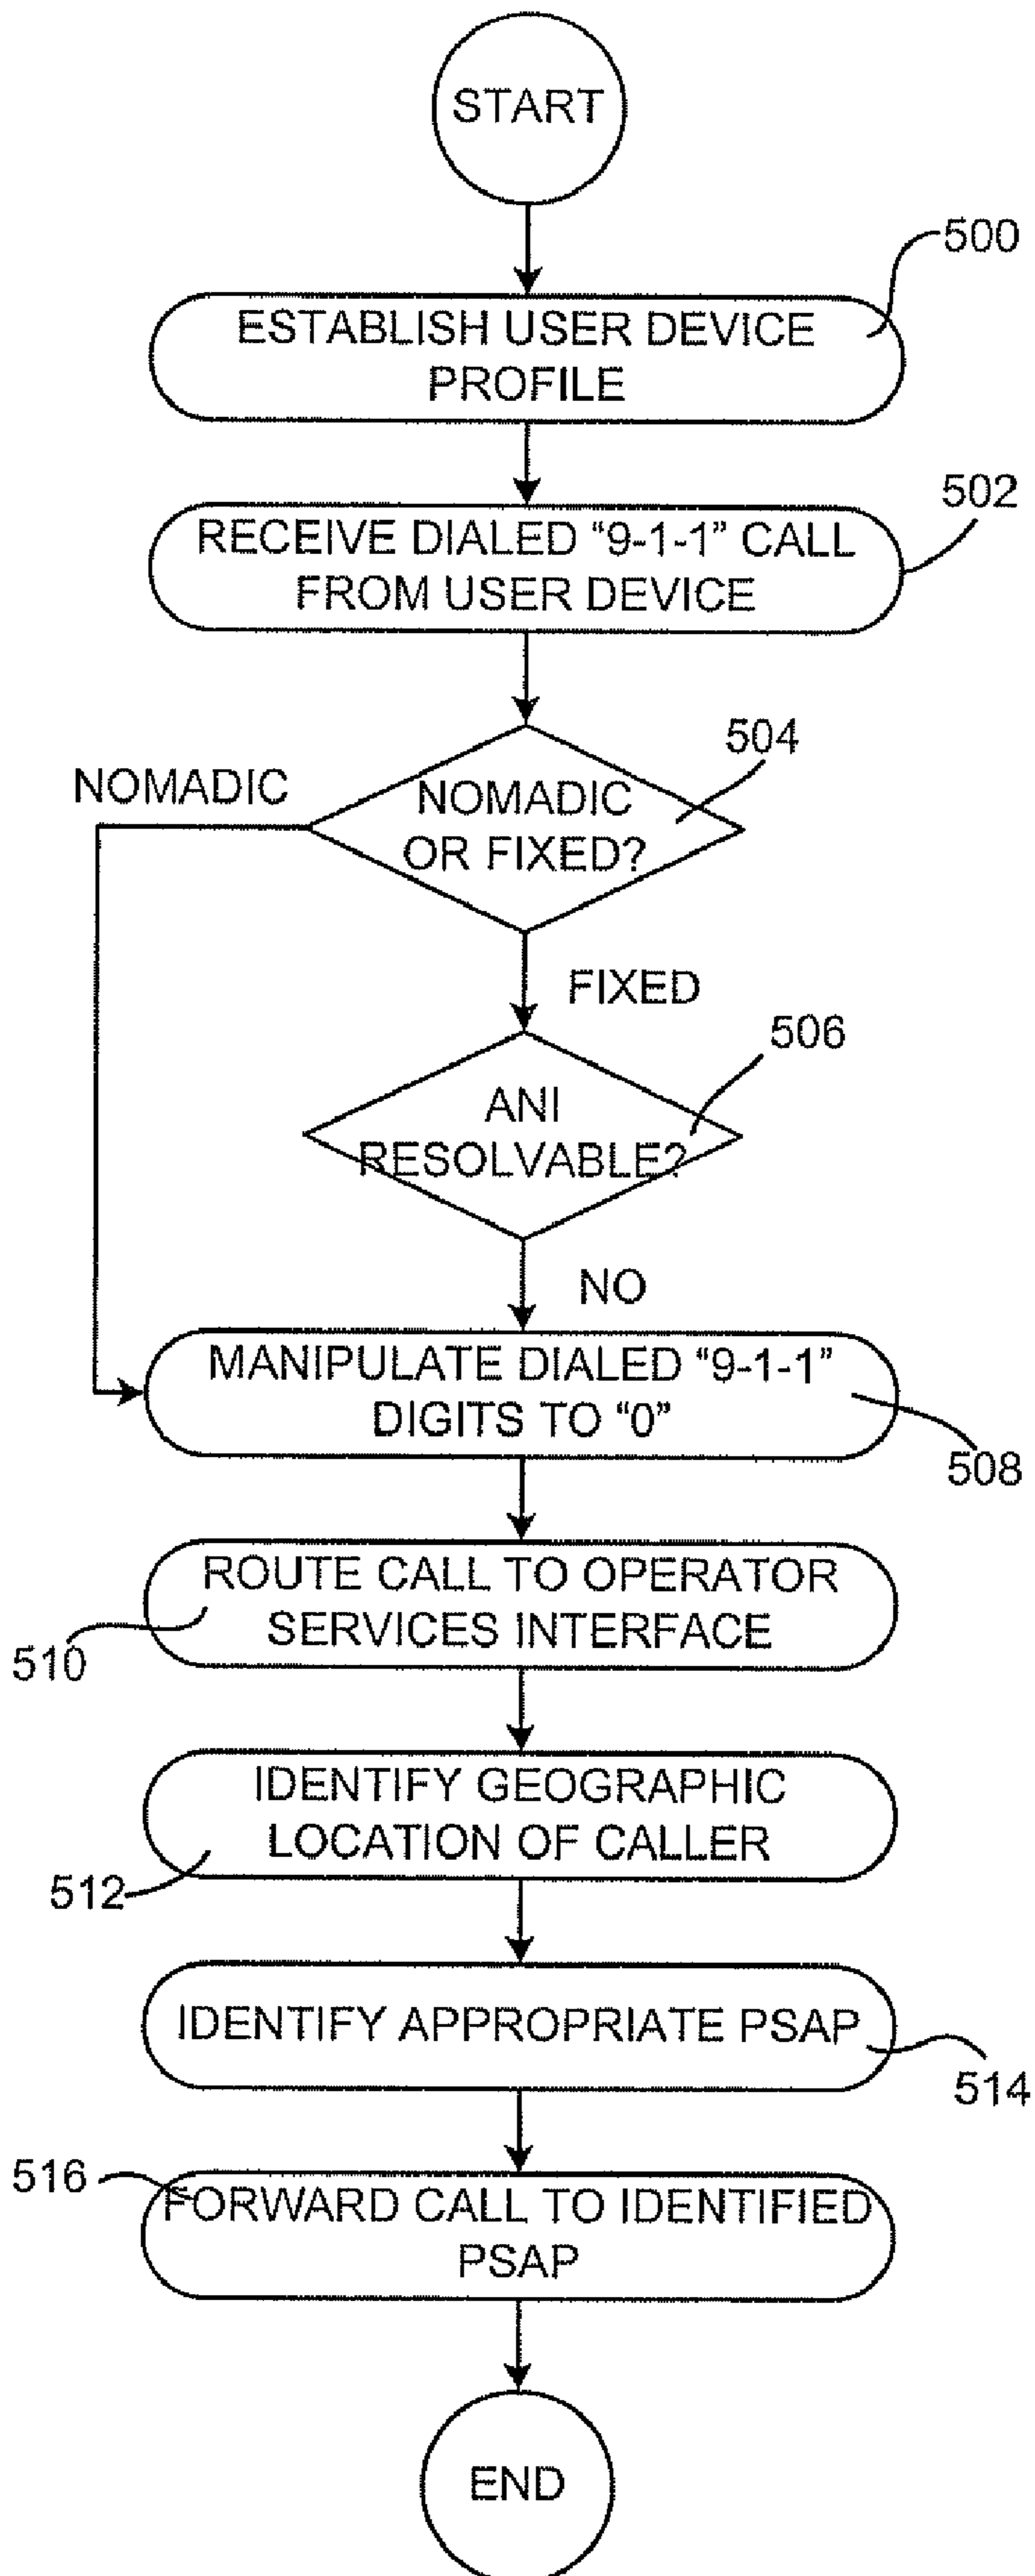 START
500
ESTABLISH USER DEVICE
PROFILE
502
RECEIVE DIALED “9-1-1” CALL
FROM USER DEVICE
504
NOMADIC
NOMADIC
OR FIXED?
FIXED
506
ANI
RESOLVABLE?
NO
MANIPULATE DIALED “9-1-1”
DIGITS TO “0”
508
ROUTE CALL TO OPERATOR
SERVICES INTERFACE
510
IDENTIFY GEOGRAPHIC
LOCATION OF CALLER
512
IDENTIFY APPROPRIATE PSAP
514
516
FORWARD CALL TO IDENTIFIED
PSAP
END